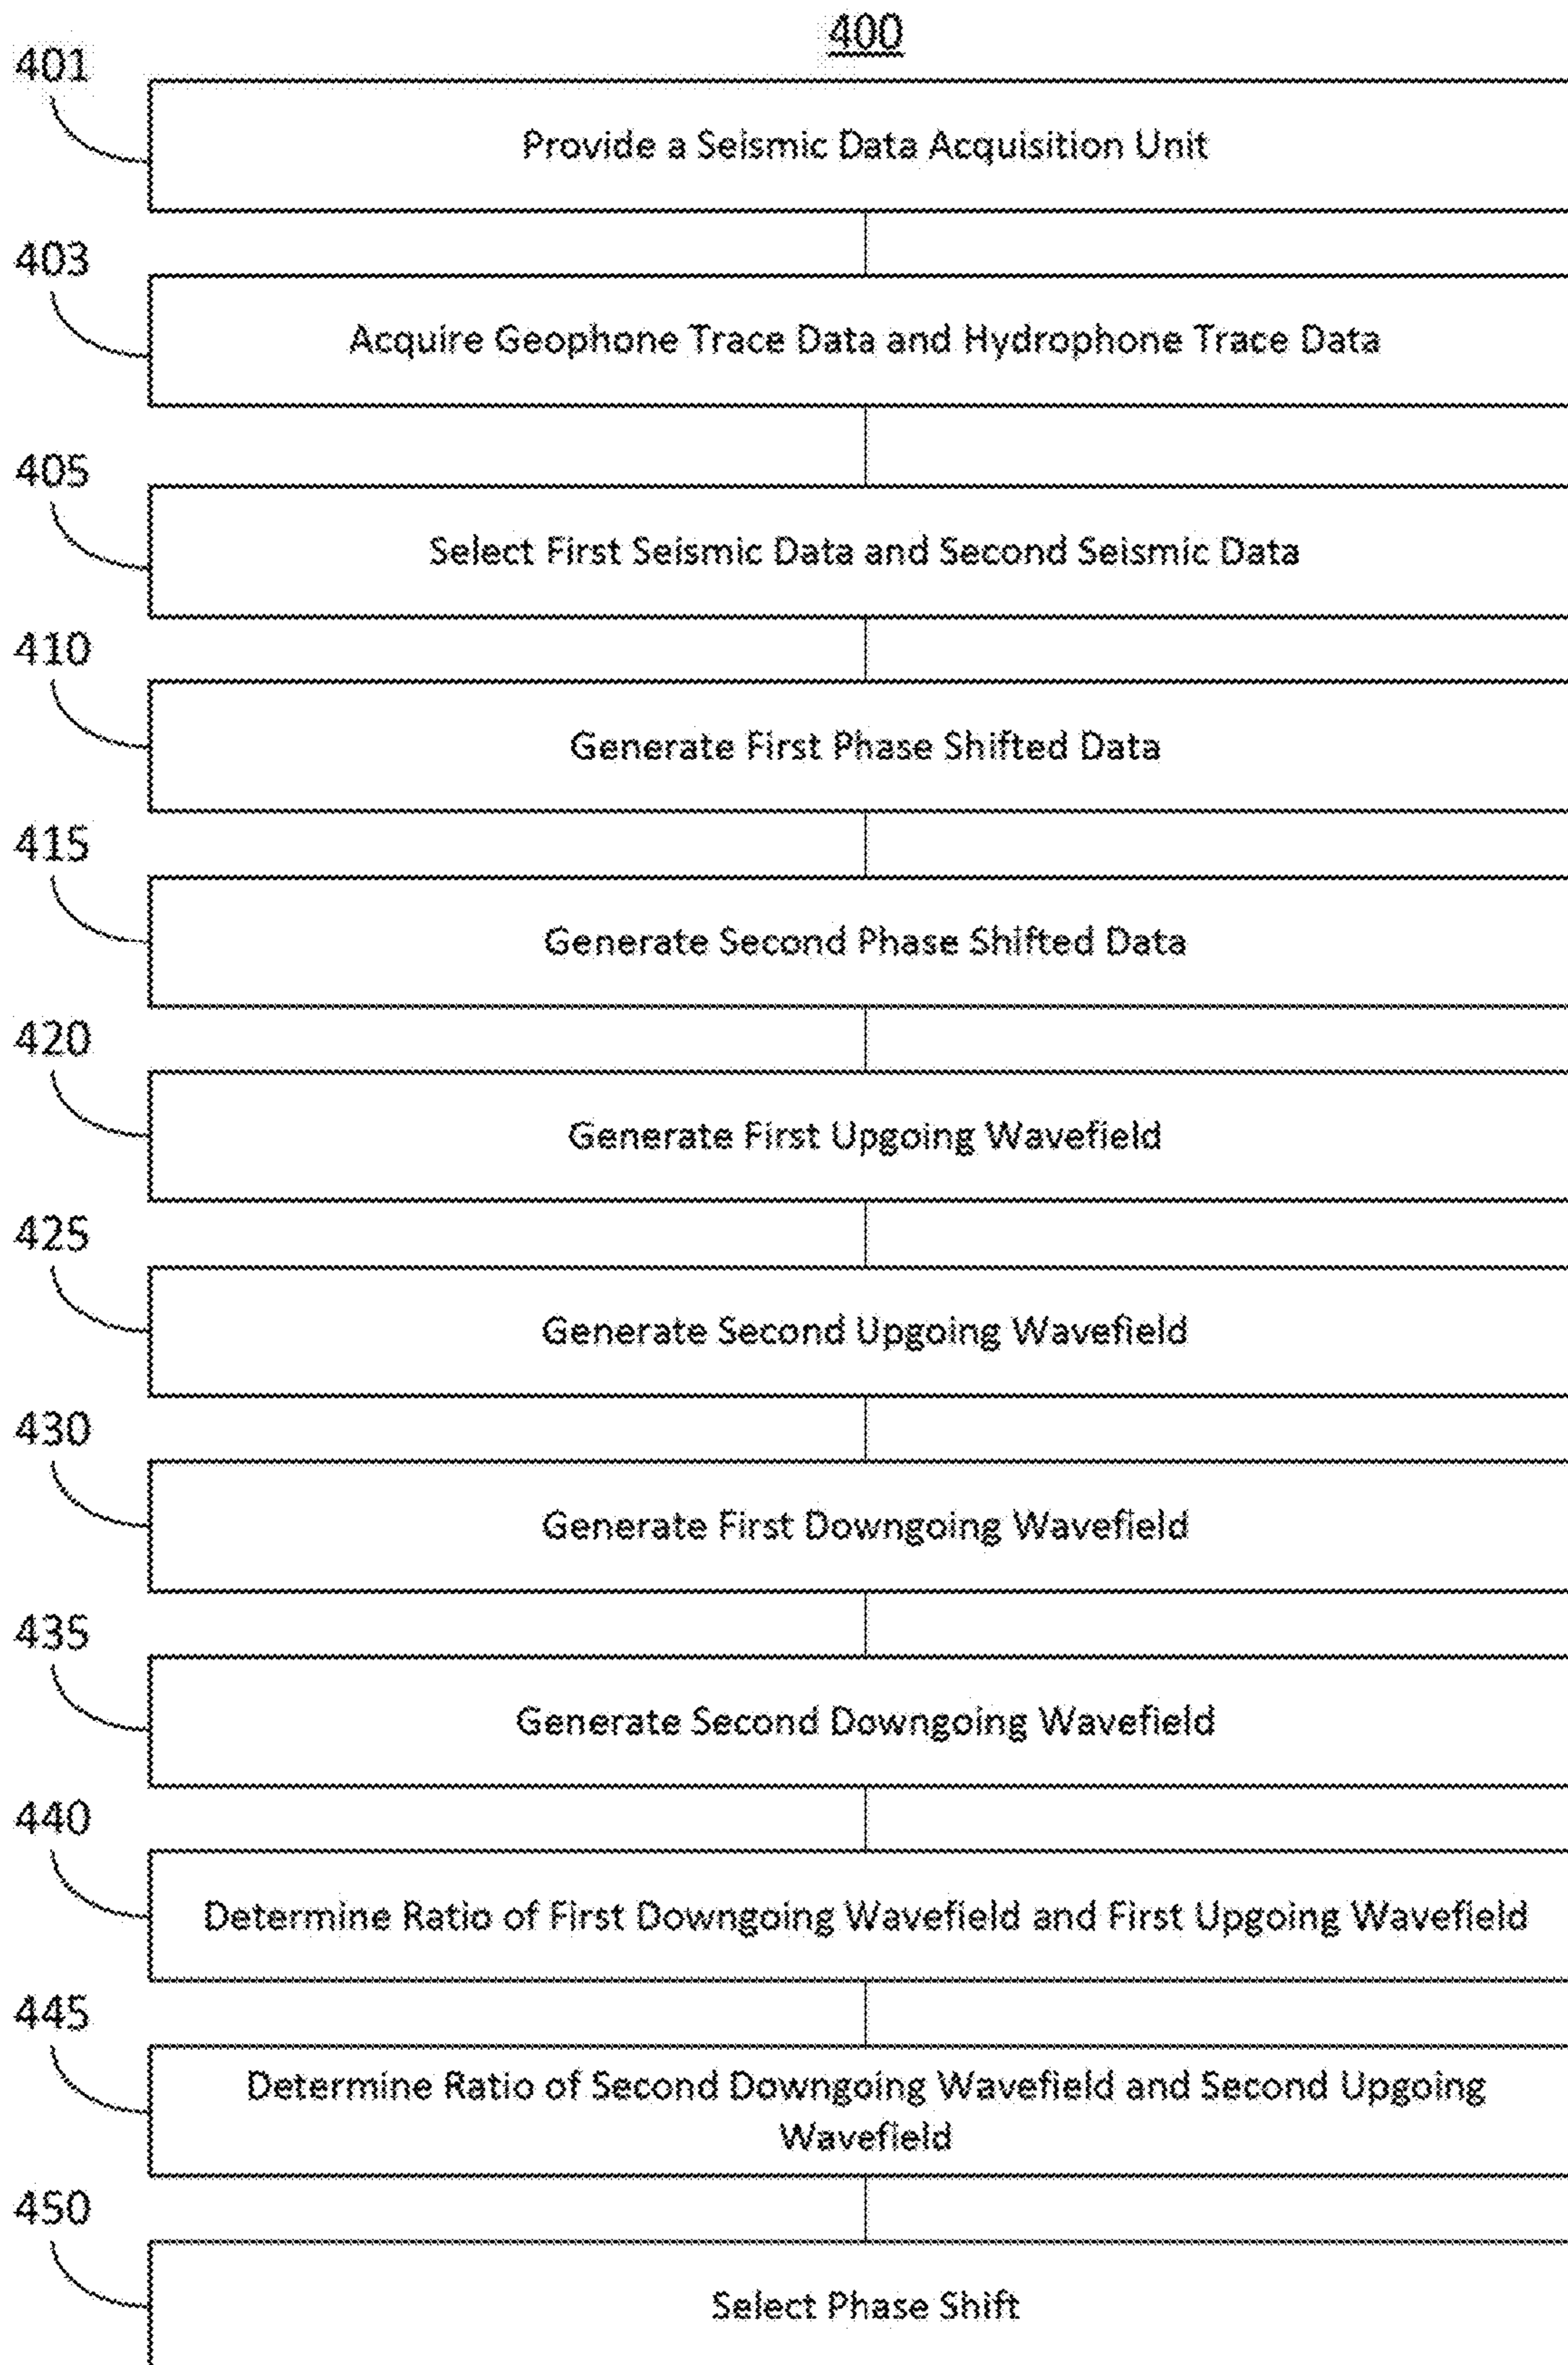 400
401
Provide a Seismic Data Acquisition Unit
403
Acquire Geophone Trace Data and Hydrophone Trace Data
405
Select First Seismic Data and Second Seismic Data
410
Generate First Phase Shifted Data
415
Generate Second Phase Shifted Data
420
Generate First Upgoing Wavefield
425
Generate Second Upgoing Wavefield
430
Generate First Downgoing Wavefield
435
Generate Second Downgoing Wavefield
440
Determine Ratio of First Downgoing Wavefield and First Upgoing Wavefield
445
Determine Ratio of Second Downgoing Wavefield and Second Upgoing
Wavefield
450
Select Phase Shift